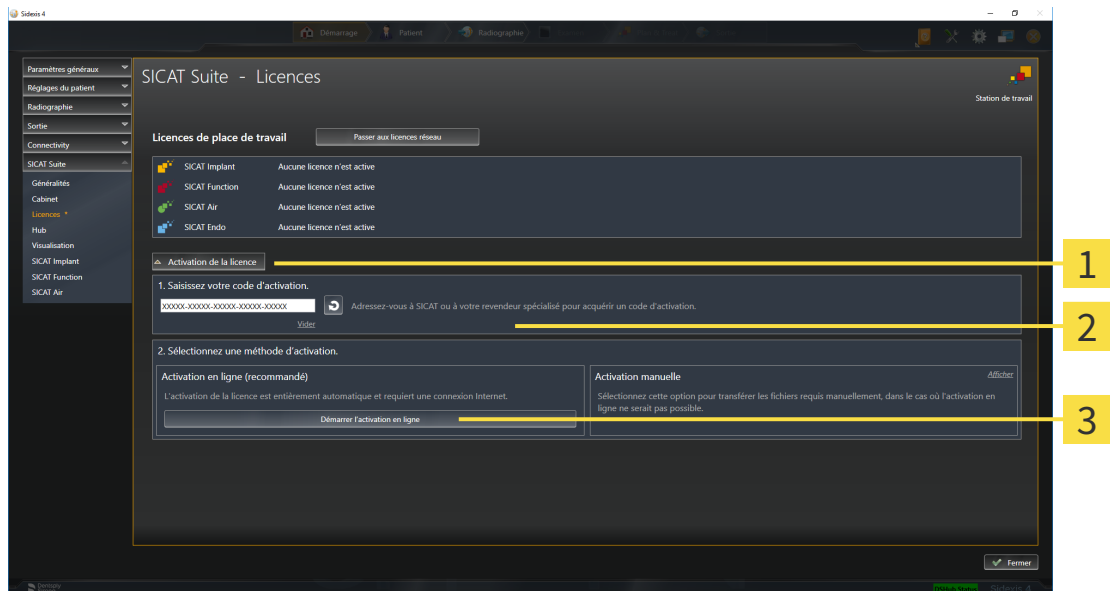 Sidexis 4
Démarrage
Patient
Radiographie
Paramètres généraux
Réglages du patient
Radiographie
Sortie
Connectivity
SICAT Suite
Généralités
Cabinet
Licences *
Hub
Visualisation
SICAT Implant
SICAT Function
SICAT Air
SICAT Suite - Licences
Station de travail
Licences de place de travail
Passer aux licences réseau
SICAT Implant Aucune licence n'est active
SICAT Function Aucune licence n'est active
SICAT Air Aucune licence n'est active
SICAT Endo Aucune licence n'est active
Activation de la licence
1
1. Saisissez votre code d'activation.
XXXXX-XXXXX-XXXXX-XXXXX-XXXXX
Adressez-vous à SICAT ou à votre revendeur spécialisé pour acquérir un code d'activation.
Vider
2
2. Sélectionnez une méthode d'activation.
Activation en ligne (recommandé)
L'activation de la licence est entièrement automatique et requiert une connexion Internet.
Démarrer l'activation en ligne
Activation manuelle
Afficher
Sélectionnez cette option pour transférer les fichiers requis manuellement, dans le cas où l'activation en
ligne ne serait pas possible.
3
Fermer
Dentsply
Sidexis 4